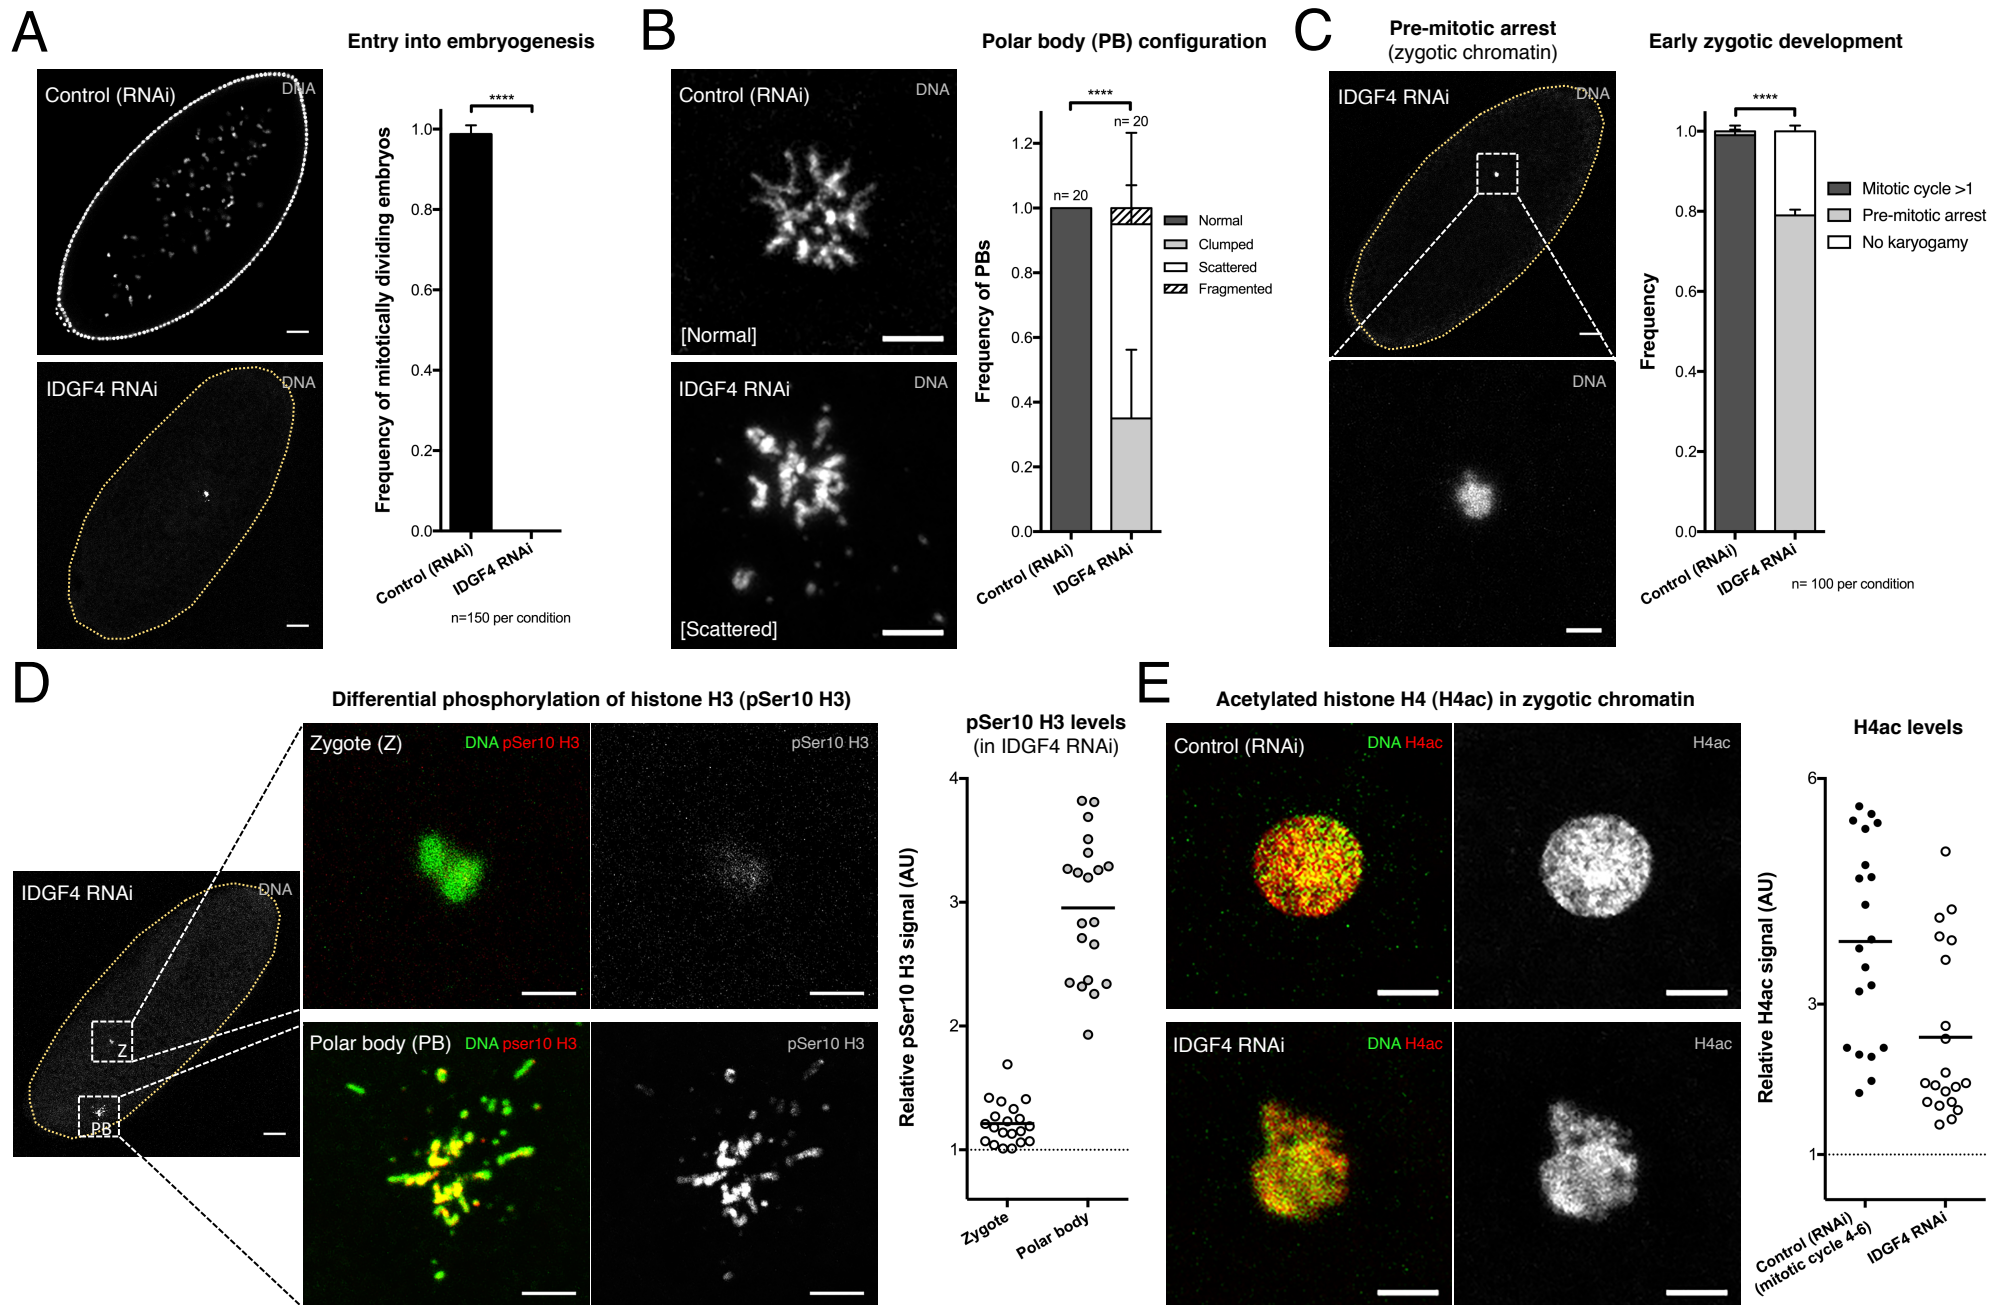 A
Entry into embryogenesis
Control (RNAi)
DNA
IDGF4 RNAi
DNA
Frequency of mitotically dividing embryos
****
1.0
0.8
0.6
0.4
0.2
0.0
Control (RNAi)
IDGF4 RNAi
n=150 per condition
B
Polar body (PB) configuration
Control (RNAi)
DNA
[Normal]
IDGF4 RNAi
DNA
[Scattered]
Frequency of PBs
****
n= 20
n= 20
1.2
1.0
0.8
0.6
0.4
0.2
0.0
Control (RNAi)
IDGF4 RNAi
Normal
Clumped
Scattered
Fragmented
C
Pre-mitotic arrest
(zygotic chromatin)
IDGF4 RNAi
DNA
DNA
Early zygotic development
Frequency
****
1.0
0.8
0.6
0.4
0.2
0.0
Control (RNAi)
IDGF4 RNAi
n= 100 per condition
Mitotic cycle >1
Pre-mitotic arrest
No karyogamy
D
Differential phosphorylation of histone H3 (pSer10 H3)
IDGF4 RNAi
DNA
Z
PB
Zygote (Z)
DNA pSer10 H3
pSer10 H3
Polar body (PB)
DNA pser10 H3
pSer10 H3
pSer10 H3 levels
(in IDGF4 RNAi)
Relative pSer10 H3 signal (AU)
4
3
2
1
Zygote
Polar body
E
Acetylated histone H4 (H4ac) in zygotic chromatin
Control (RNAi)
DNA H4ac
H4ac
IDGF4 RNAi
DNA H4ac
H4ac
H4ac levels
Relative H4ac signal (AU)
6
3
1
Control (RNAi)
(mitotic cycle 4-6)
IDGF4 RNAi